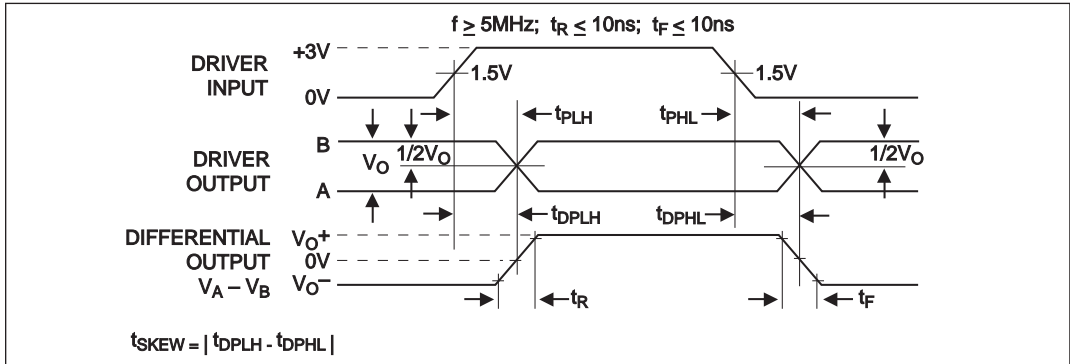 f ≥ 5MHz; tR ≤ 10ns; tF ≤ 10ns
+3V
DRIVER
INPUT
1.5V
1.5V
0V
tPLH
tPHL
B
DRIVER
OUTPUT
VO
1/2VO
1/2VO
A
tDPLH
tDPHL
DIFFERENTIAL
OUTPUT
VA – VB
VO+
0V
VO–
tR
tF
tSKEW = | tDPLH - tDPHL |